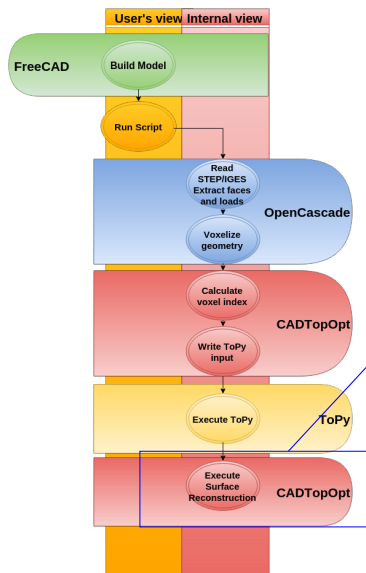 User's view Internal view
FreeCAD
Build Model
Run Script
Read
STEP/IGES
Extract faces
and loads
OpenCascade
Voxelize
geometry
Calculate
voxel index
CADTopOpt
Write ToPy
input
Execute ToPy
ToPy
Execute
Surface
Reconstruction
CADTopOpt